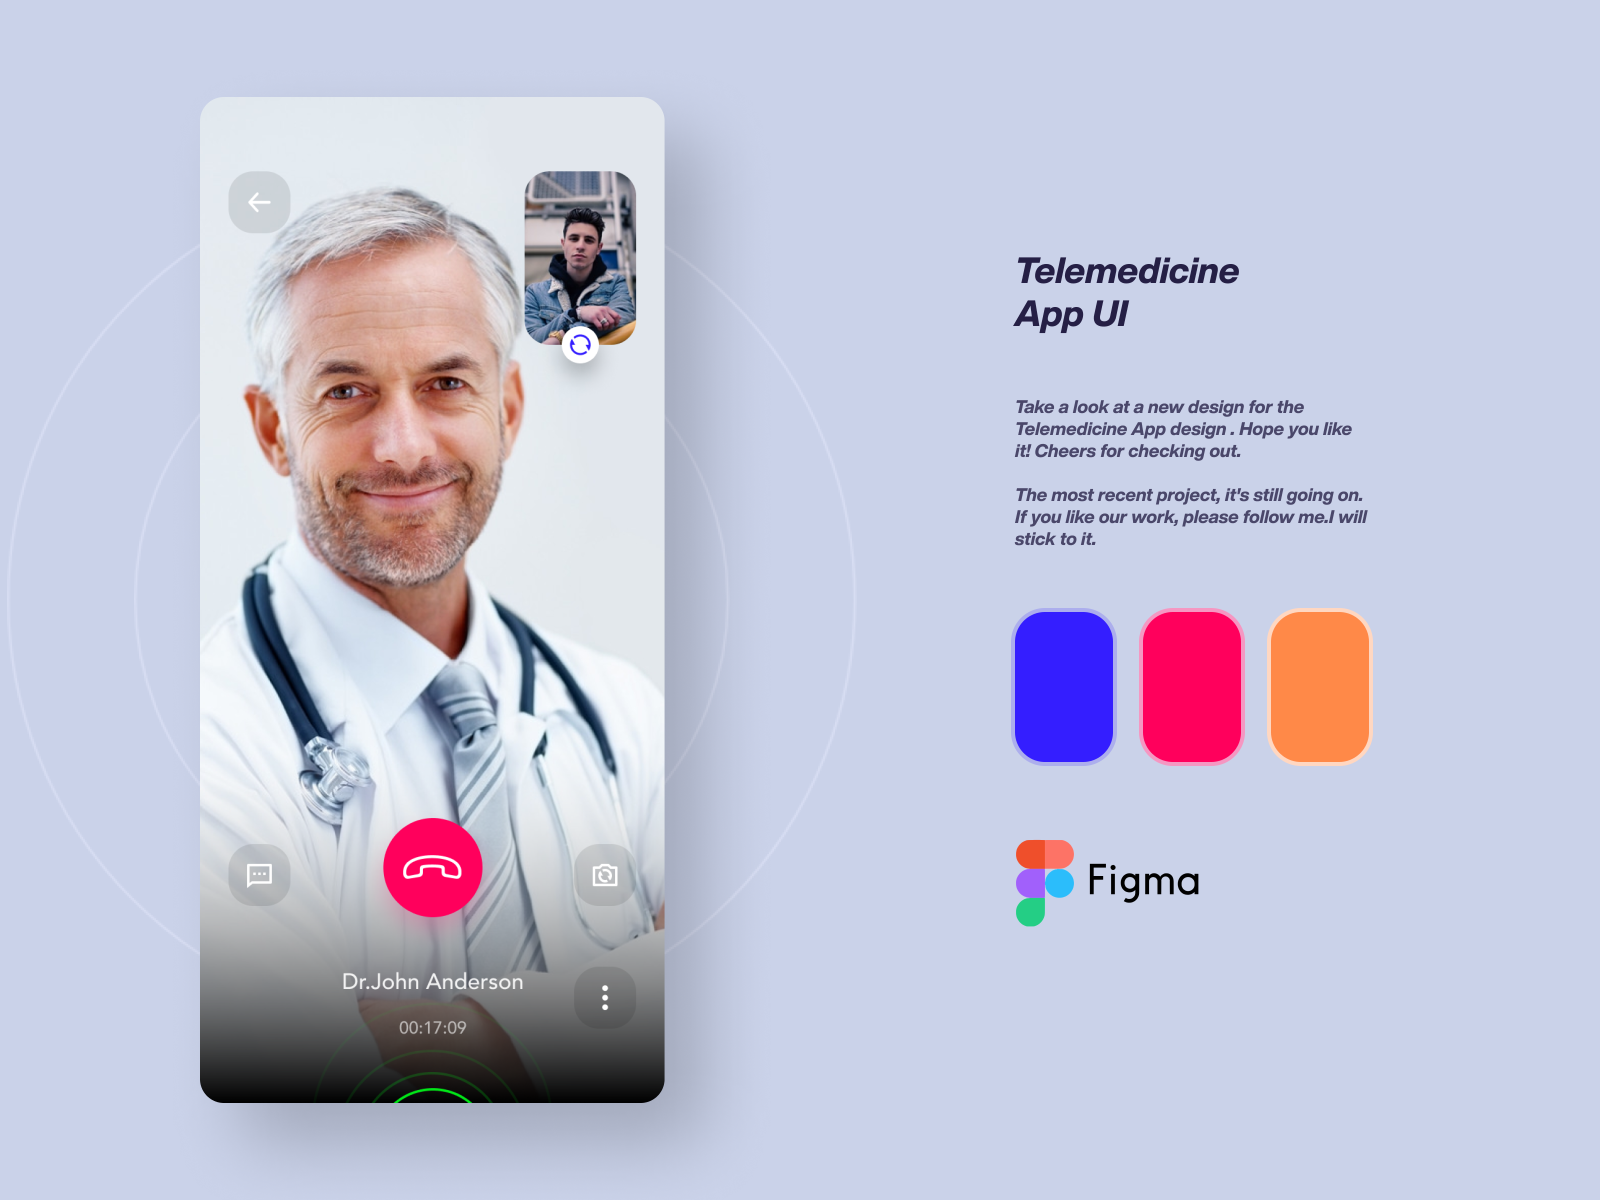 Telemedicine
App UI
Take a look at a new design for the
Telemedicine App design . Hope you like
it! Cheers for checking out.
The most recent project, it's still going on.
If you like our work, please follow me.I will
stick to it.
Figma
Dr.John Anderson
00:17:09